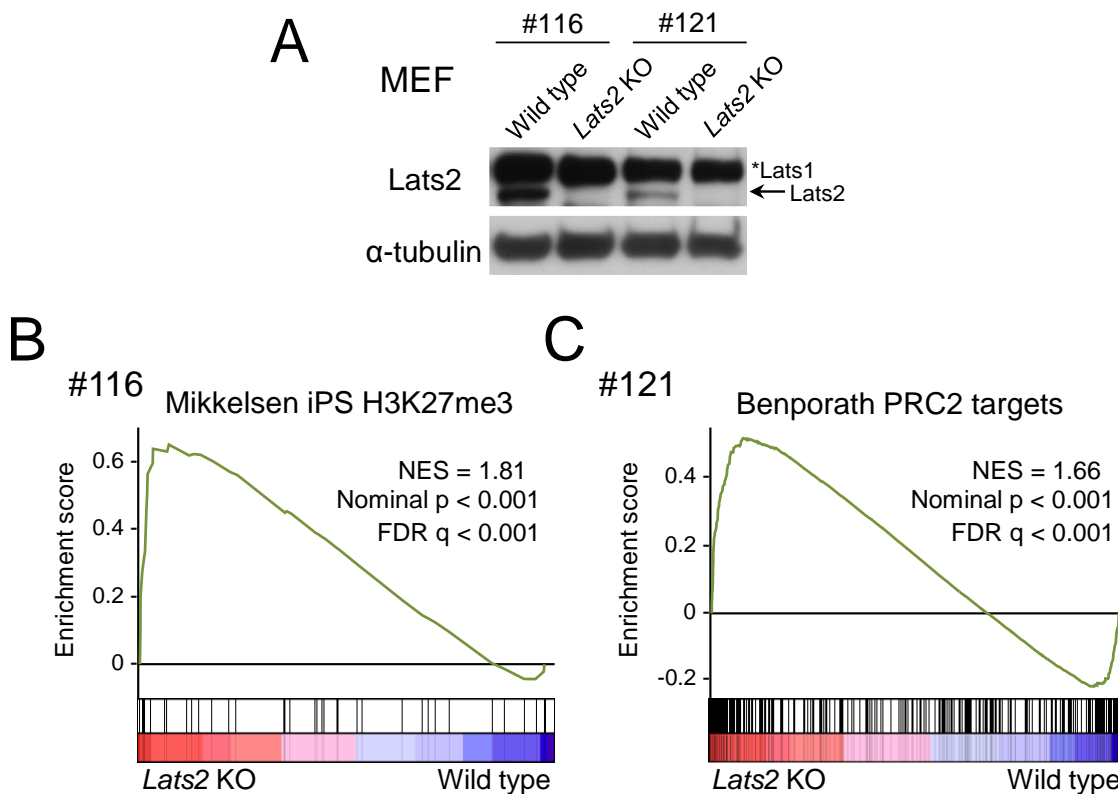 A
#116 #121
MEF
Wild type
Lats2 KO
Wild type
Lats2 KO
Lats2
*Lats1
Lats2
α-tubulin
B
#116
Mikkelsen iPS H3K27me3
Enrichment score
0.6
0.4
0.2
0
NES = 1.81
Nominal p < 0.001
FDR q < 0.001
Lats2 KO
Wild type
C
#121
Benporath PRC2 targets
Enrichment score
0.4
0.2
0
-0.2
NES = 1.66
Nominal p < 0.001
FDR q < 0.001
Lats2 KO
Wild type